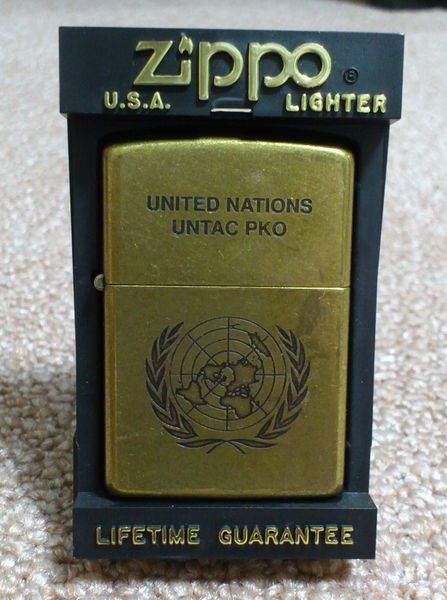 Zippo ®
U.S.A. LIGHTER
UNITED NATIONS
UNTAC PKO
LIFETIME GUARANTEE